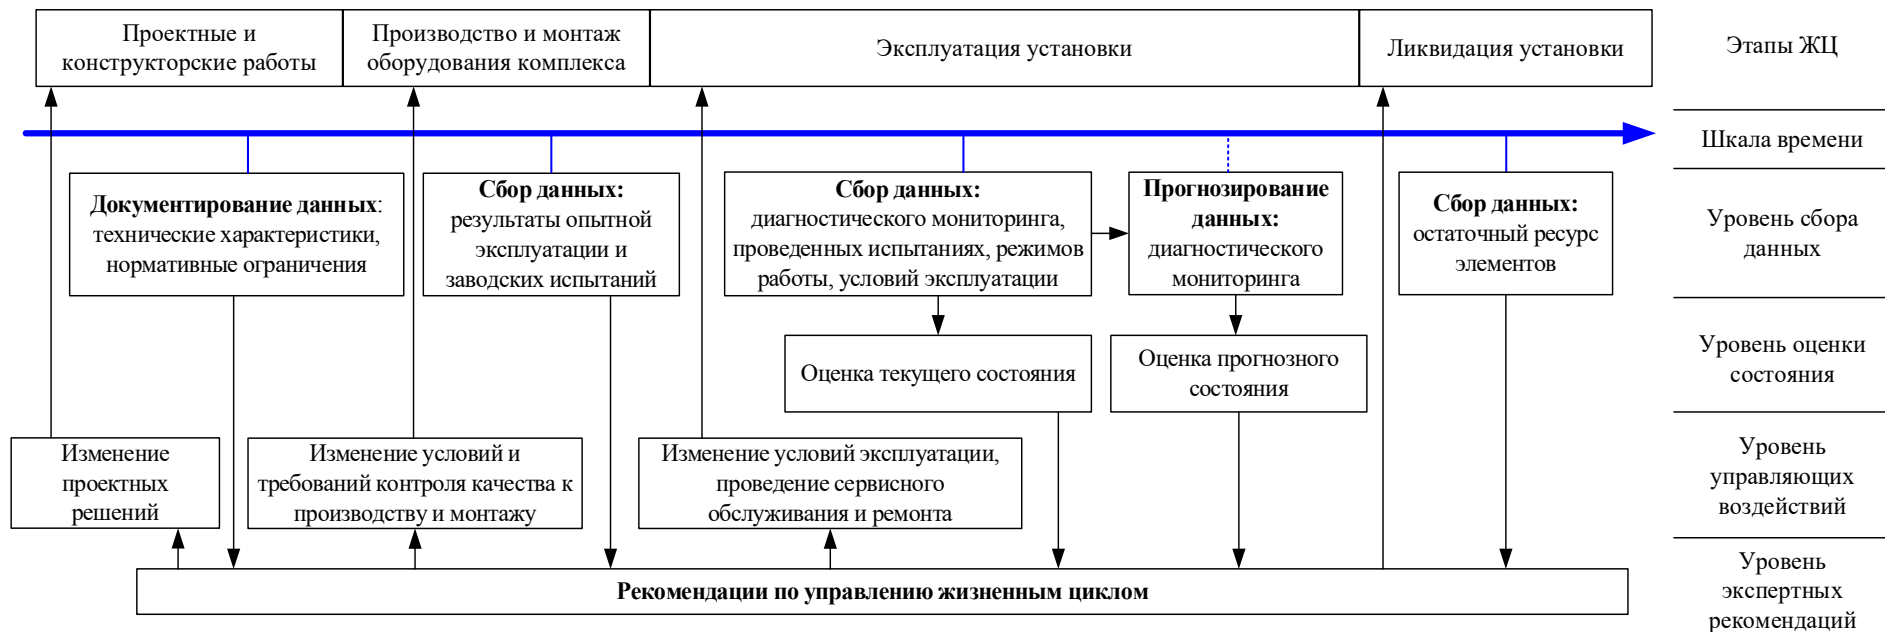 Проектные и
конструкторские работы
Производство и монтаж
оборудования комплекса
Эксплуатация установки
Ликвидация установки
Этапы ЖЦ
Шкала времени
Документирование данных:
технические характеристики,
нормативные ограничения
Сбор данных:
результаты опытной
эксплуатации и
заводских испытаний
Сбор данных:
диагностического мониторинга,
проведенных испытаниях, режимов
работы, условий эксплуатации
Прогнозирование
данных:
диагностического
мониторинга
Сбор данных:
остаточный ресурс
элементов
Уровень сбора
данных
Оценка текущего состояния
Оценка прогнозного
состояния
Уровень оценки
состояния
Изменение
проектных
решений
Изменение условий и
требований контроля качества к
производству и монтажу
Изменение условий эксплуатации,
проведение сервисного
обслуживания и ремонта
Уровень
управляющих
воздействий
Рекомендации по управлению жизненным циклом
Уровень
экспертных
рекомендаций